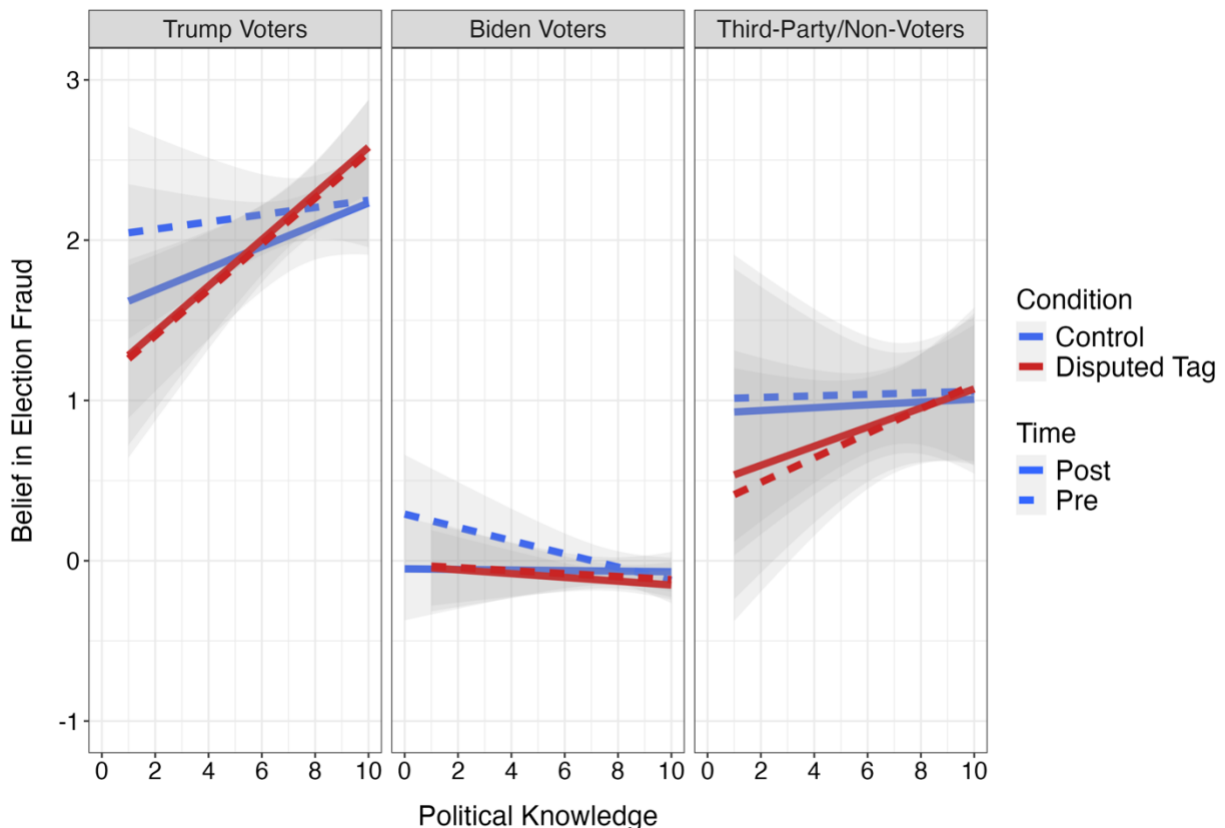 Trump Voters
Biden Voters
Third-Party/Non-Voters
Belief in Election Fraud
3
2
1
0
-1
0 2 4 6 8 10
0 2 4 6 8 10
0 2 4 6 8 10
Political Knowledge
Condition
Control
Disputed Tag
Time
Post
Pre